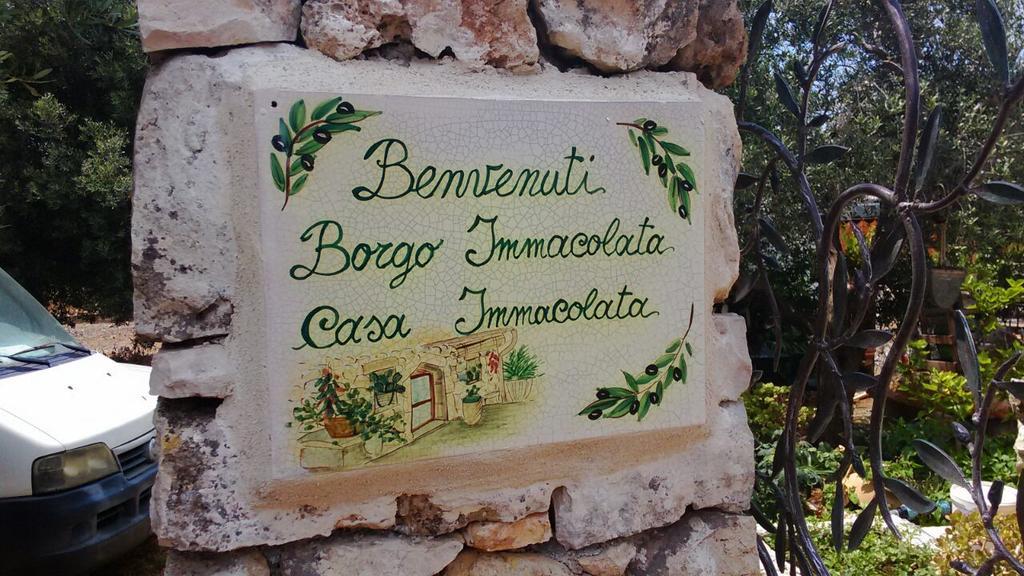 Benvenuti
Borgo Immacolata
Casa Immacolata